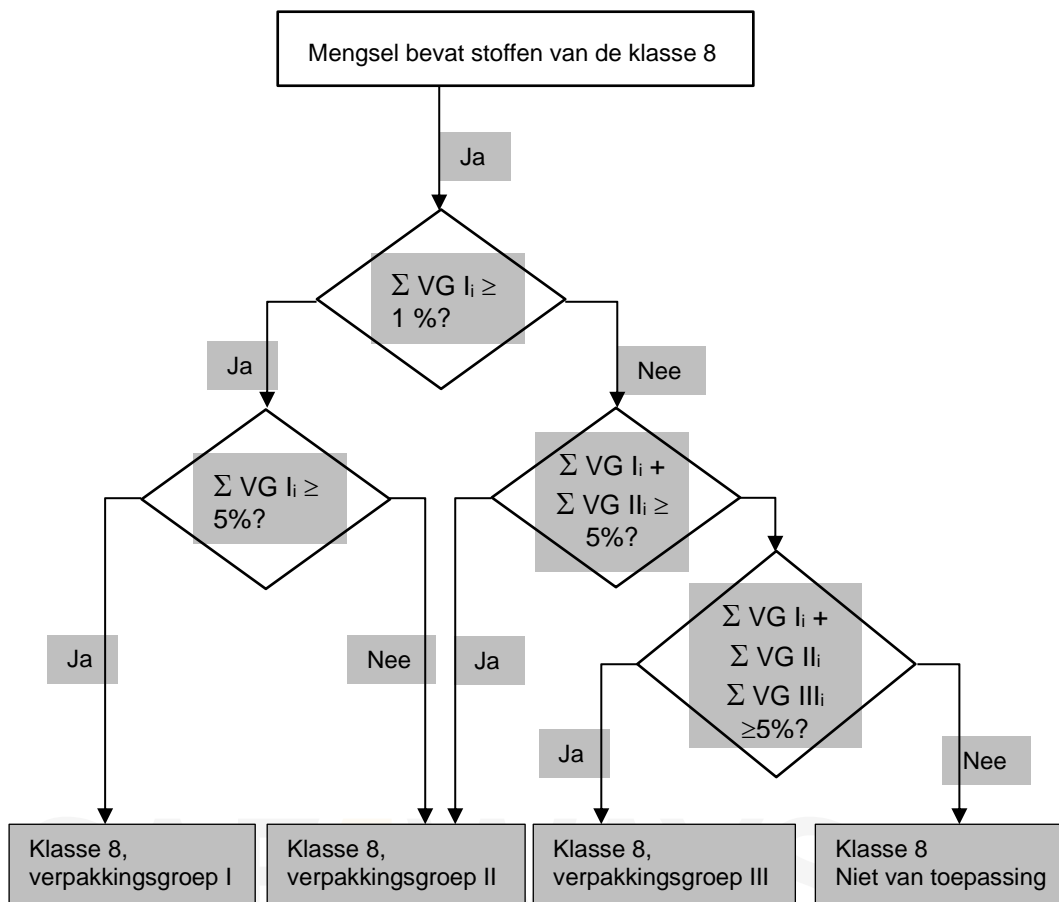 Mengsel bevat stoffen van de klasse 8
Ja
Σ VG Iᵢ ≥
1 %?
Ja
Nee
Σ VG Iᵢ ≥
5%?
Σ VG Iᵢ +
Σ VG IIᵢ ≥
5%?
Ja
Nee
Ja
Σ VG Iᵢ +
Σ VG IIᵢ
Σ VG IIIᵢ
≥5%?
Ja
Nee
Klasse 8,
verpakkingsgroep I
Klasse 8,
verpakkingsgroep II
Klasse 8,
verpakkingsgroep III
Klasse 8
Niet van toepassing